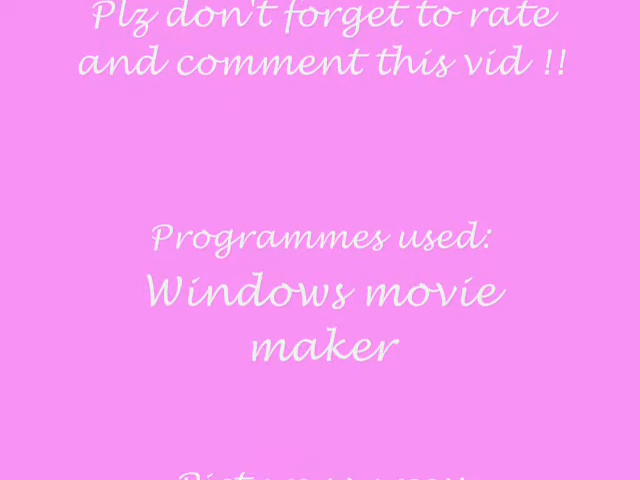 Plz don't forget to rate
and comment this vid !!
Programmes used:
Windows movie
maker